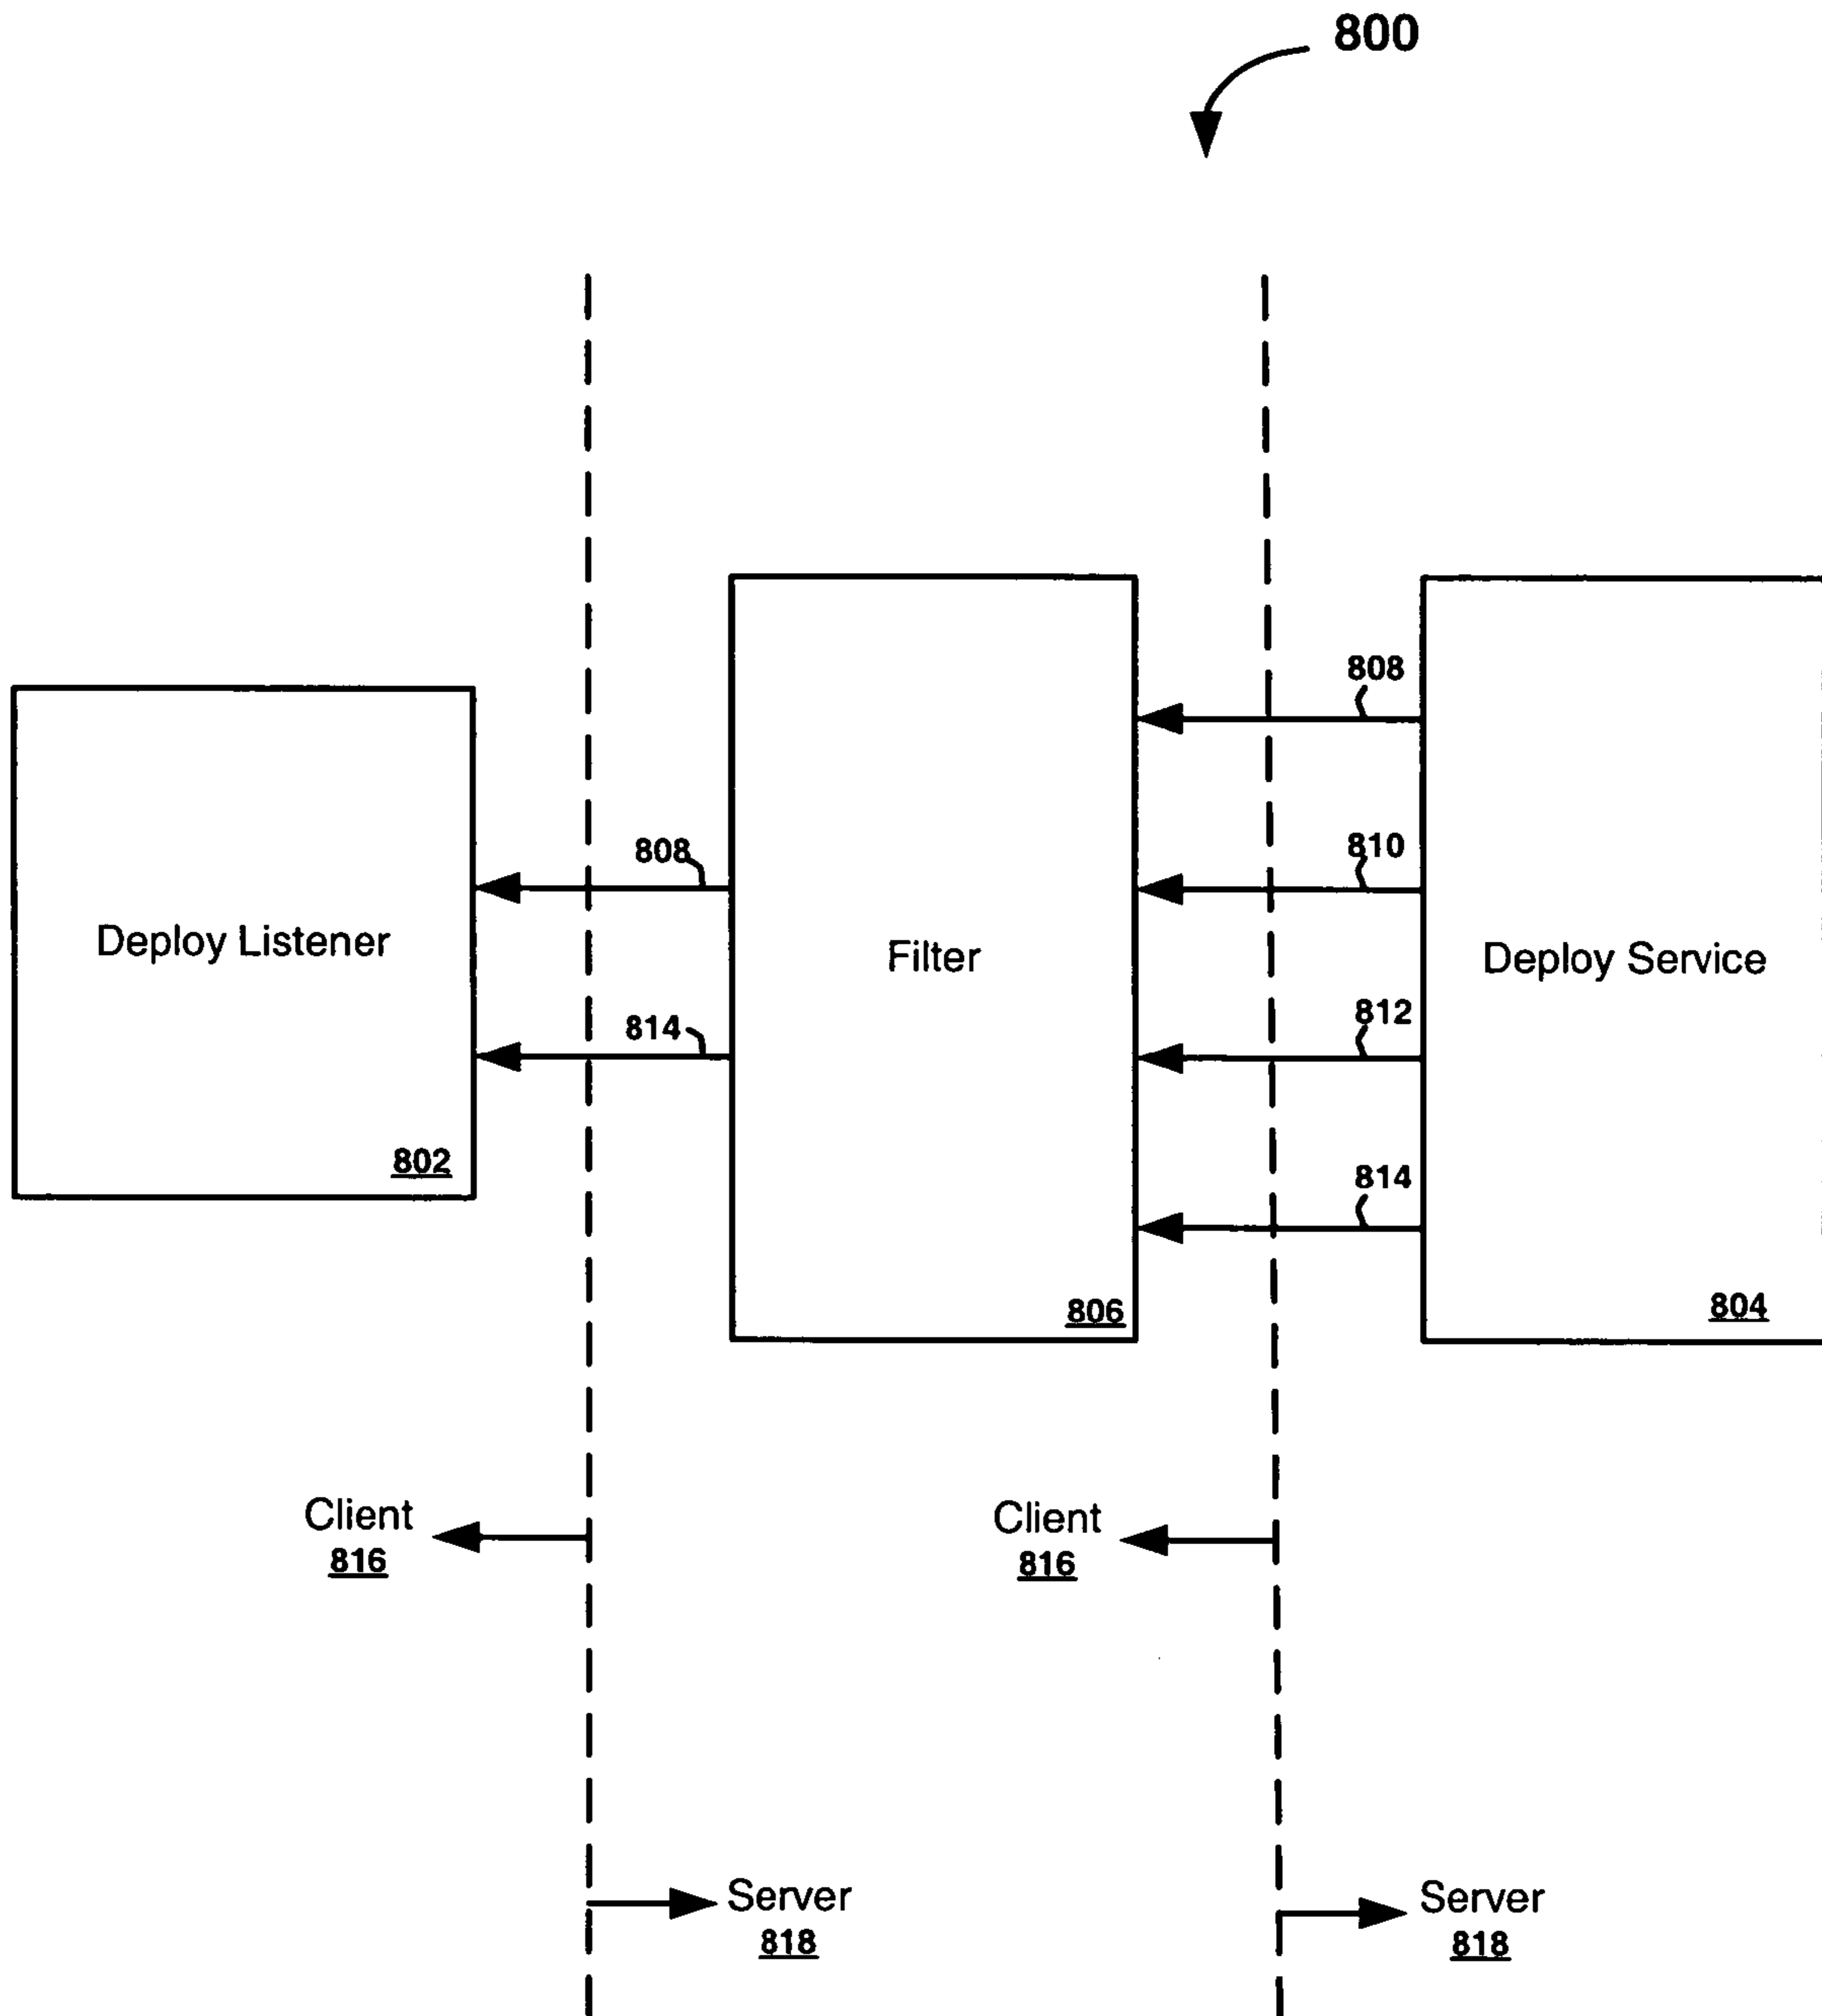 800
808
810
808
Deploy Listener
Filter
Deploy Service
812
814
814
802
806
804
Client
816
Client
816
Server
818
Server
818